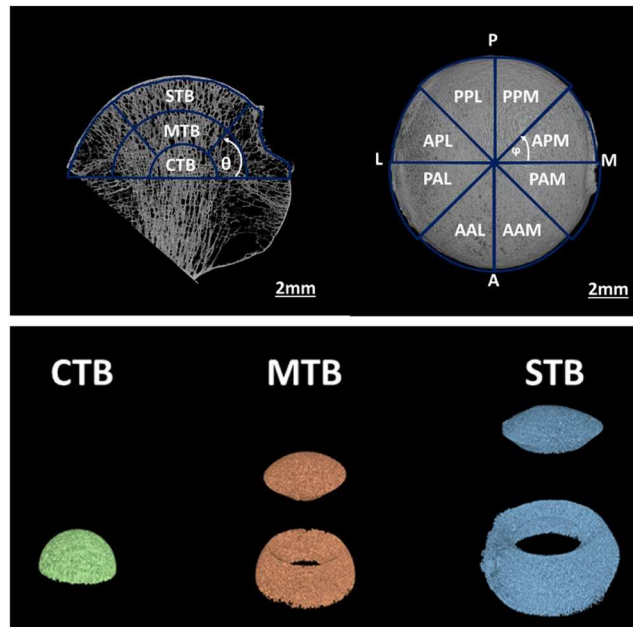 STB
MTB
CTB
θ
2mm
P
PPL PPM
APL APM
φ
L M
PAL PAM
AAL AAM
A
2mm
CTB MTB STB